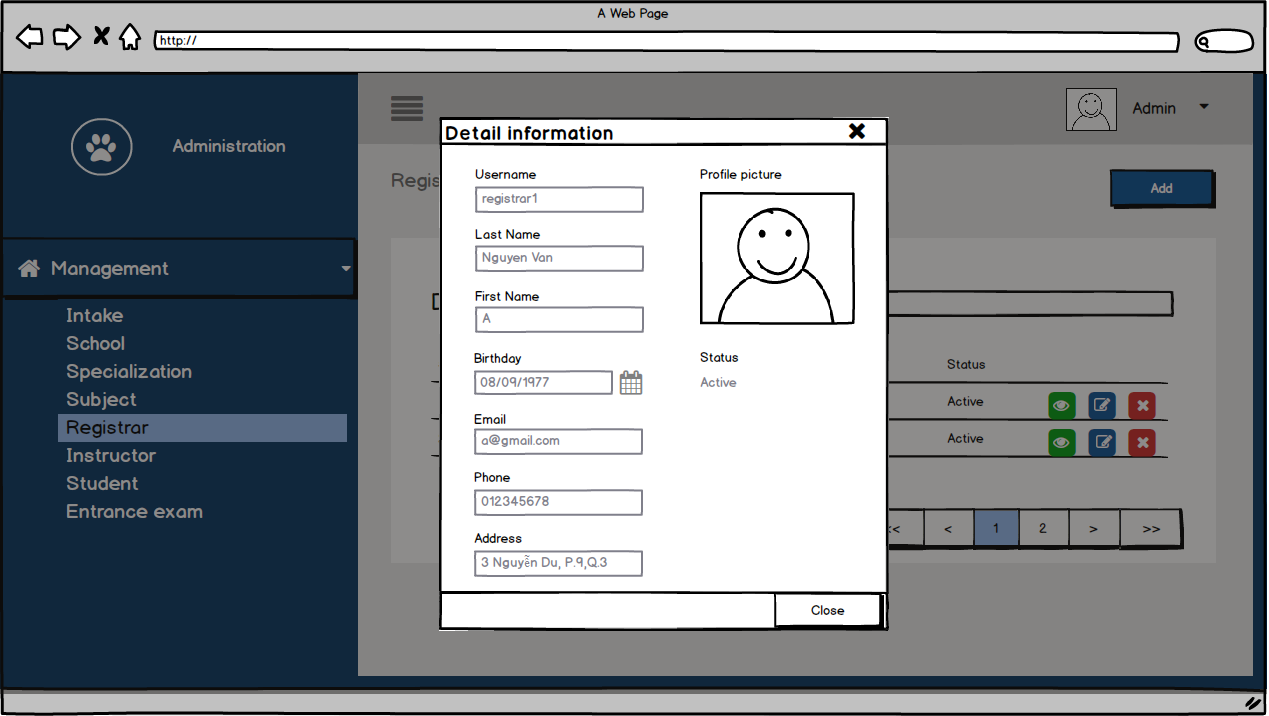 A Web Page
http://
Administration
Admin
Regis
Add
Management
Intake
School
Specialization
Subject
Registrar
Instructor
Student
Entrance exam
Detail information
Username
registrar1
Last Name
Nguyen Van
First Name
A
Birthday
08/09/1977
Email
a@gmail.com
Phone
012345678
Address
3 Nguyễn Du, P.9,Q.3
Profile picture
Status
Active
Close
Status
Active
Active
<< < 1 2 > >>